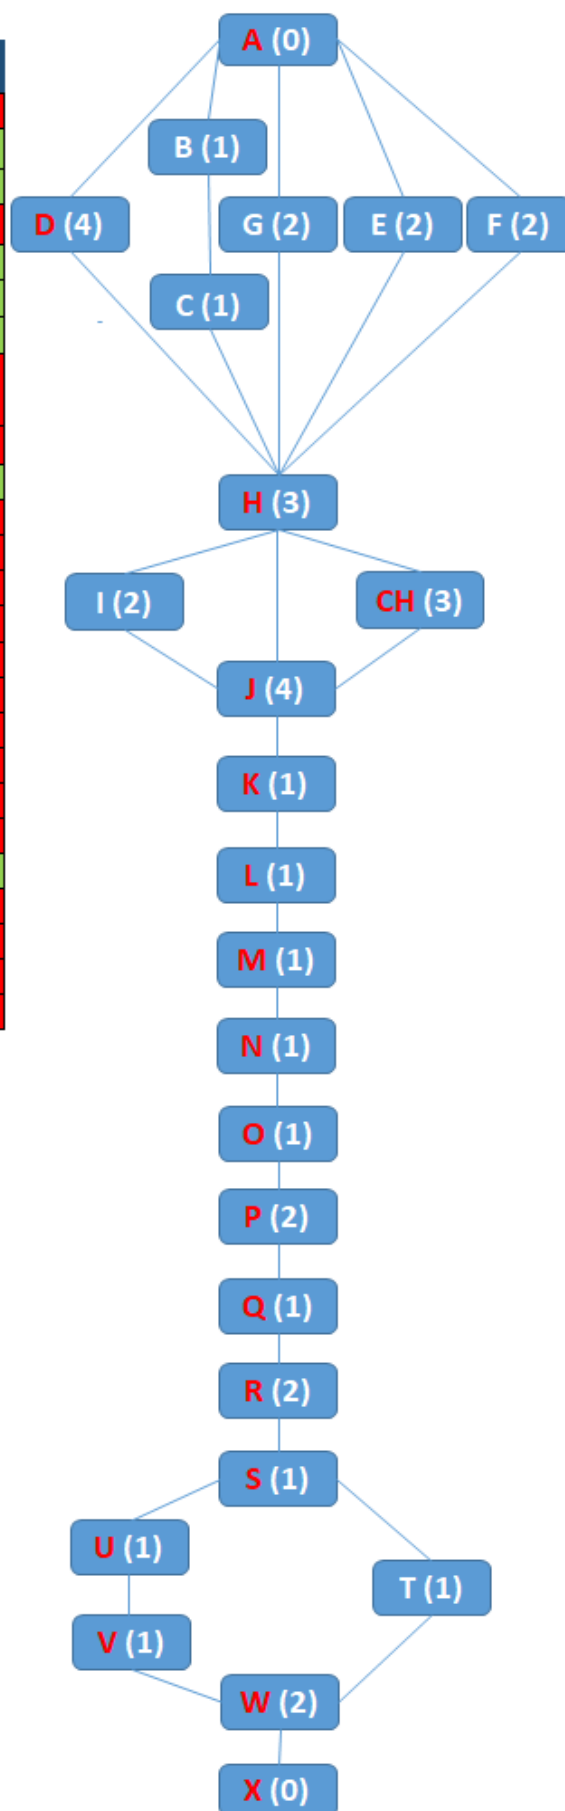 A (0)
B (1)
D (4)
G (2)
E (2)
F (2)
C (1)
H (3)
I (2)
CH (3)
J (4)
K (1)
L (1)
M (1)
N (1)
O (1)
P (2)
Q (1)
R (2)
S (1)
U (1)
T (1)
V (1)
W (2)
X (0)